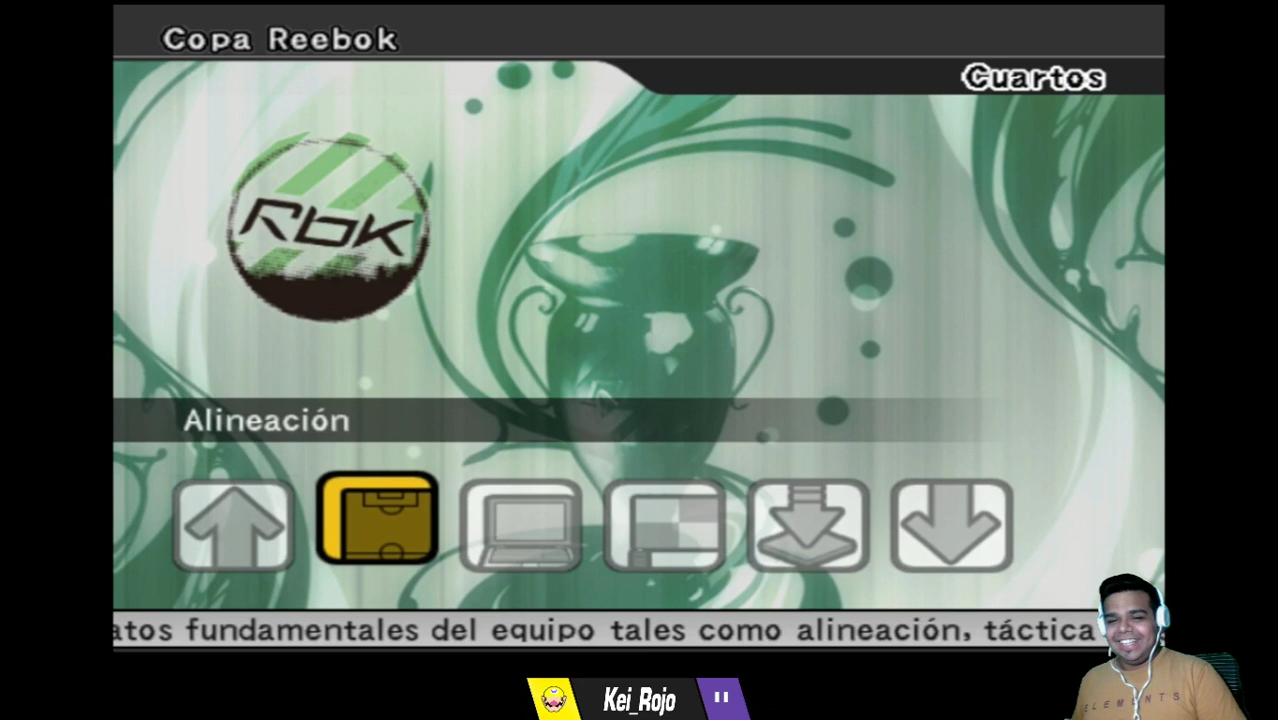 Copa Reebok
Cuartos
Rbk
Alineación
atos fundamentales del equipo tales como alineación, táctica
Kei_Rojo
ELEMENTS